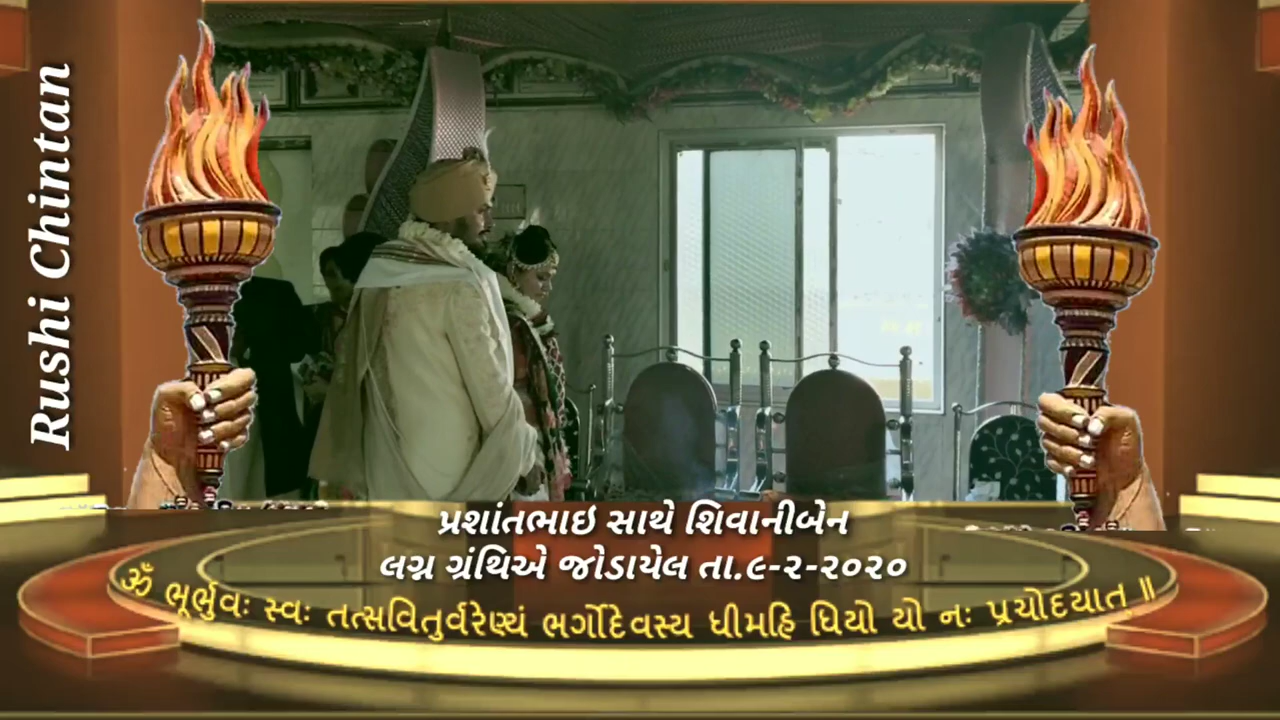 Rushi Chintan
પ્રશાંતભાઇ સાથે શિવાનીબેન
લગ્ન ગ્રંથિએ જોડાયેલ તા.૯-૨-૨૦૨૦
ૐ ભૂર્ભુવઃ સ્વઃ તત્સવિતુર્વરેણ્યં ભર્ગોદેવસ્ય ધીમહિ ધિયો યો નઃ પ્રચોદયાત ॥